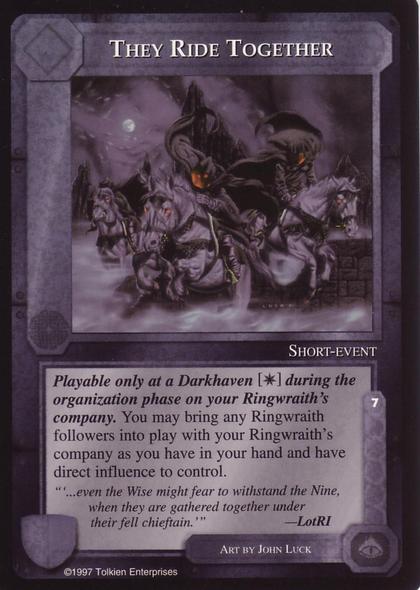 THEY RIDE TOGETHER
SHORT-EVENT
Playable only at a Darkhaven [✷] during the
organization phase on your Ringwraith's
company. You may bring any Ringwraith
followers into play with your Ringwraith's
company as you have in your hand and have
direct influence to control.
7
"'...even the Wise might fear to withstand the Nine,
when they are gathered together under
their fell chieftain.'"
—LotRI
ART BY JOHN LUCK
©1997 Tolkien Enterprises